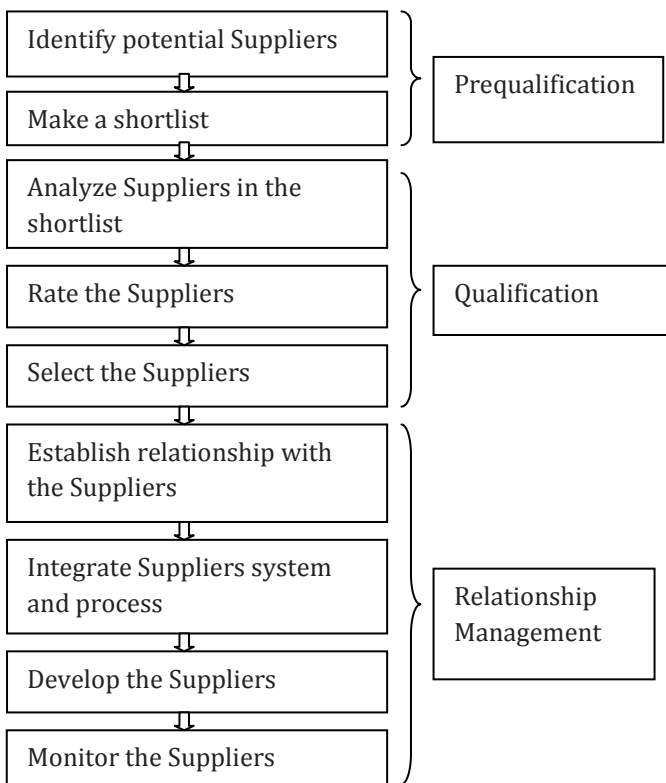 Identify potential Suppliers
Make a shortlist
Prequalification
Analyze Suppliers in the
shortlist
Rate the Suppliers
Select the Suppliers
Qualification
Establish relationship with
the Suppliers
Integrate Suppliers system
and process
Develop the Suppliers
Monitor the Suppliers
Relationship
Management